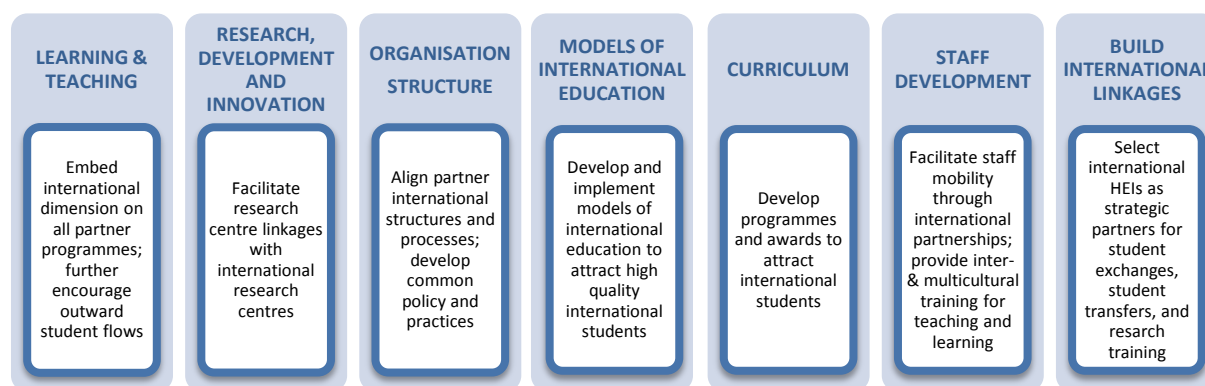 LEARNING &
TEACHING
Embed
international
dimension on
all partner
programmes;
further
encourage
outward
student flows
RESEARCH,
DEVELOPMENT
AND
INNOVATION
Facilitate
research
centre linkages
with
international
research
centres
ORGANISATION
STRUCTURE
Align partner
international
structures and
processes;
develop
common
policy and
practices
MODELS OF
INTERNATIONAL
EDUCATION
Develop and
implement
models of
international
education to
attract high
quality
international
students
CURRICULUM
Develop
programmes
and awards to
attract
international
students
STAFF
DEVELOPMENT
Facilitate staff
mobility
through
international
partnerships;
provide inter-
& multicultural
training for
teaching and
learning
BUILD
INTERNATIONAL
LINKAGES
Select
international
HEIs as
strategic
partners for
student
exchanges,
student
transfers, and
resarch
training